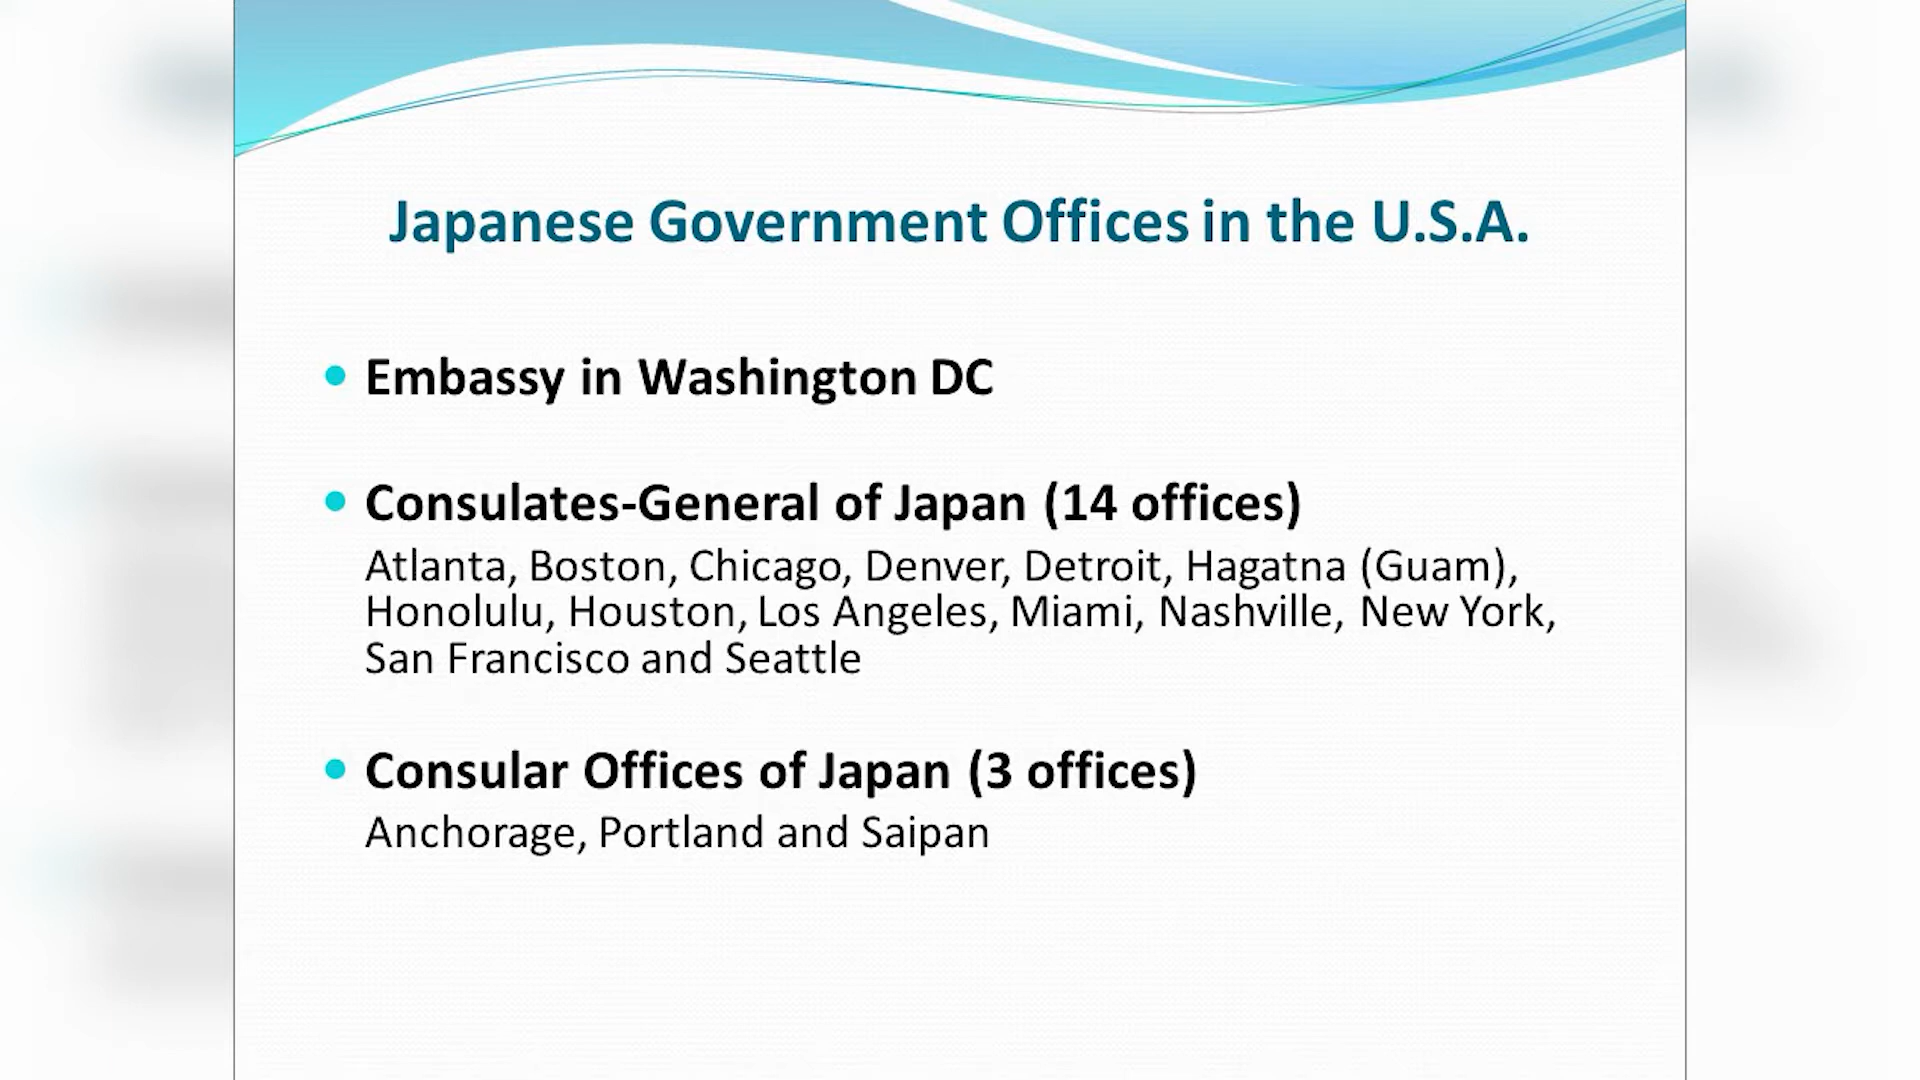 Japanese Government Offices in the U.S.A.
• Embassy in Washington DC
• Consulates-General of Japan (14 offices)
Atlanta, Boston, Chicago, Denver, Detroit, Hagatna (Guam),
Honolulu, Houston, Los Angeles, Miami, Nashville, New York,
San Francisco and Seattle
• Consular Offices of Japan (3 offices)
Anchorage, Portland and Saipan